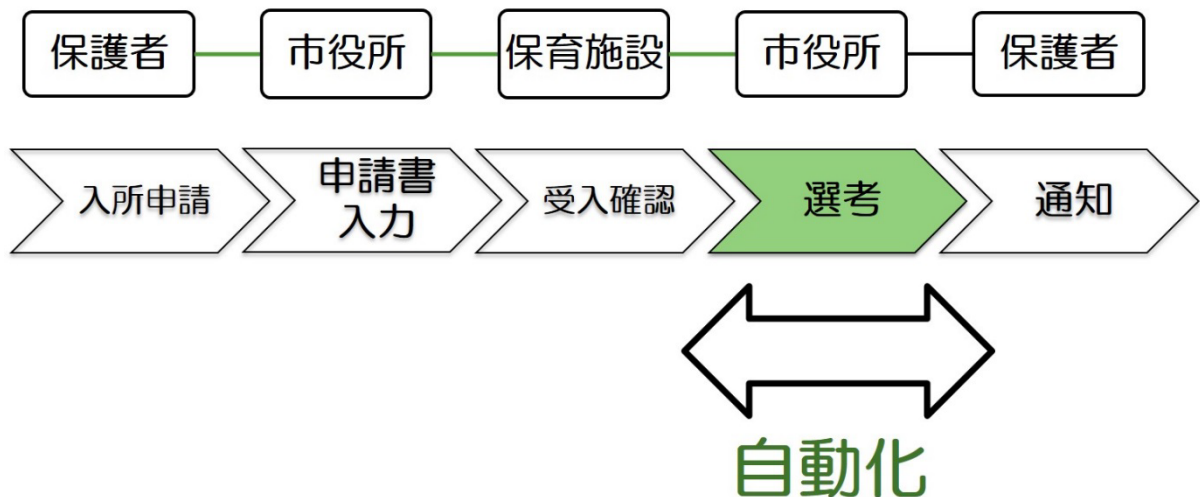 保護者
市役所
保育施設
市役所
保護者
入所申請
申請書
入力
受入確認
選考
通知
自動化